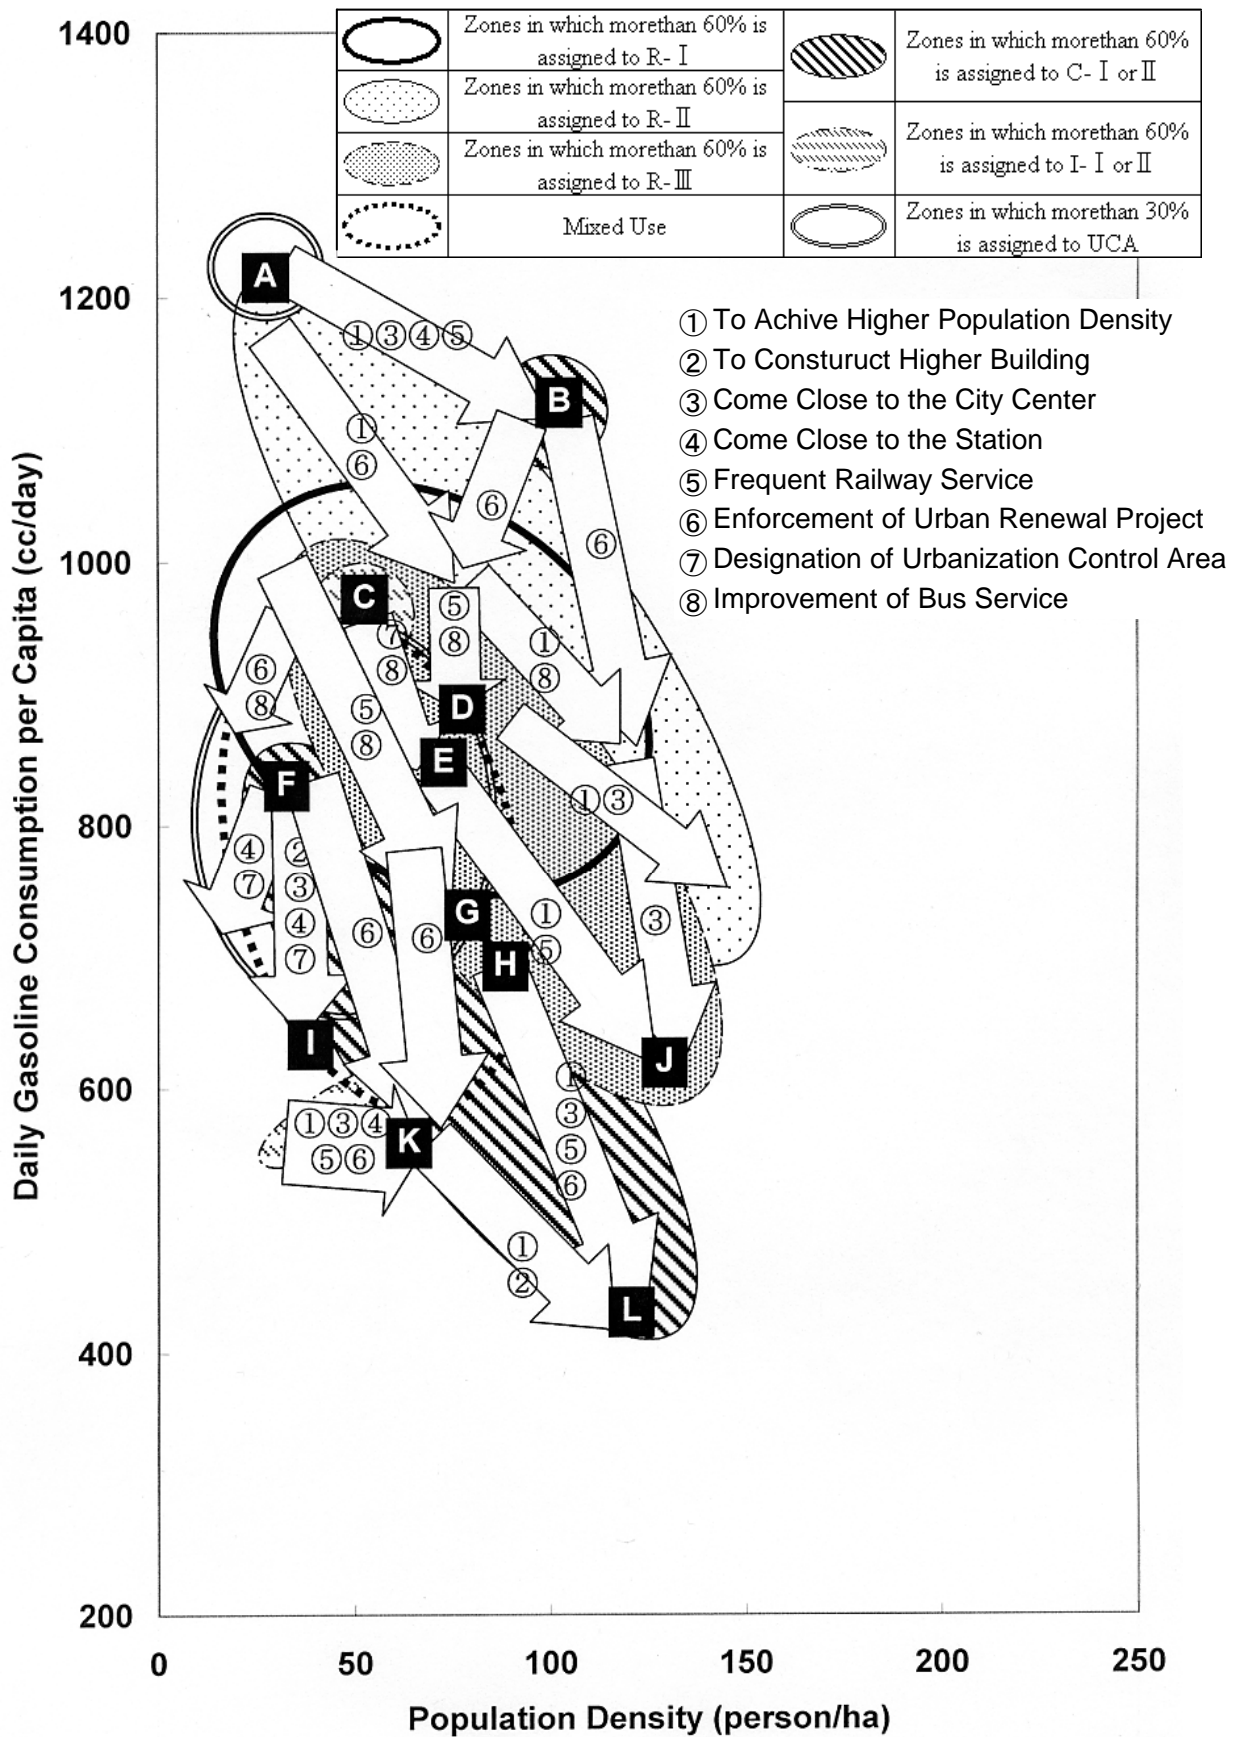 1400
1200
1000
800
600
400
200
0
50
100
150
200
250
Daily Gasoline Consumption per Capita (cc/day)
Population Density (person/ha)
Zones in which morethan 60% is
assigned to R-Ⅰ
Zones in which morethan 60% is
assigned to R-Ⅱ
Zones in which morethan 60% is
assigned to R-Ⅲ
Mixed Use
Zones in which morethan 60%
is assigned to C-Ⅰ or Ⅱ
Zones in which morethan 60%
is assigned to I-Ⅰ or Ⅱ
Zones in which morethan 30%
is assigned to UCA
① To Achive Higher Population Density
② To Consturuct Higher Building
③ Come Close to the City Center
④ Come Close to the Station
⑤ Frequent Railway Service
⑥ Enforcement of Urban Renewal Project
⑦ Designation of Urbanization Control Area
⑧ Improvement of Bus Service
A
①③④⑤
B
①
⑥
⑥
⑥
C
⑤
⑧
⑦
⑧
①
⑧
⑥
⑧
⑤
⑧
D
E
F
①③
④
⑦
②
③
④
⑦
⑥
⑥
G
①
⑤
③
H
I
J
①
③
⑤
⑥
①③④
⑤⑥
K
①
②
L